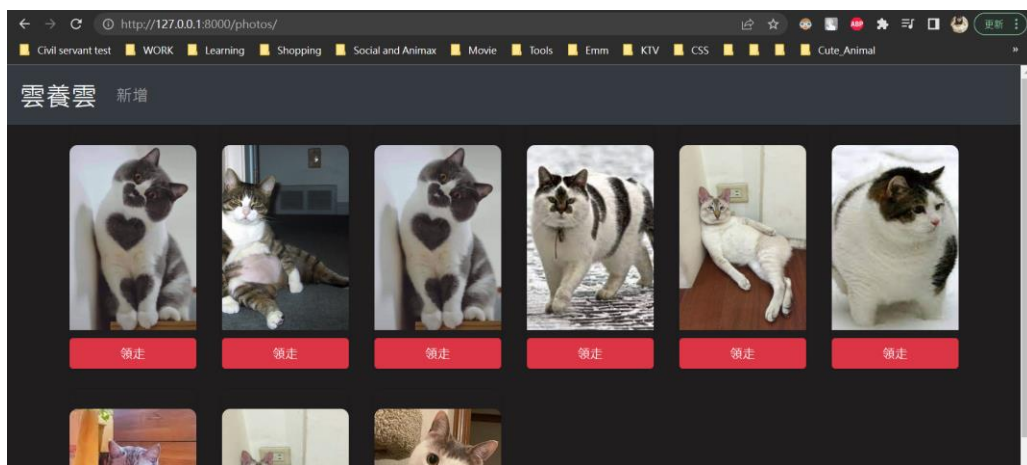 http://127.0.0.1:8000/photos/
更新
Civil servant test WORK Learning Shopping Social and Animax Movie Tools Emm KTV CSS Cute_Animal »
雲養雲 新增
領走 領走 領走 領走 領走 領走